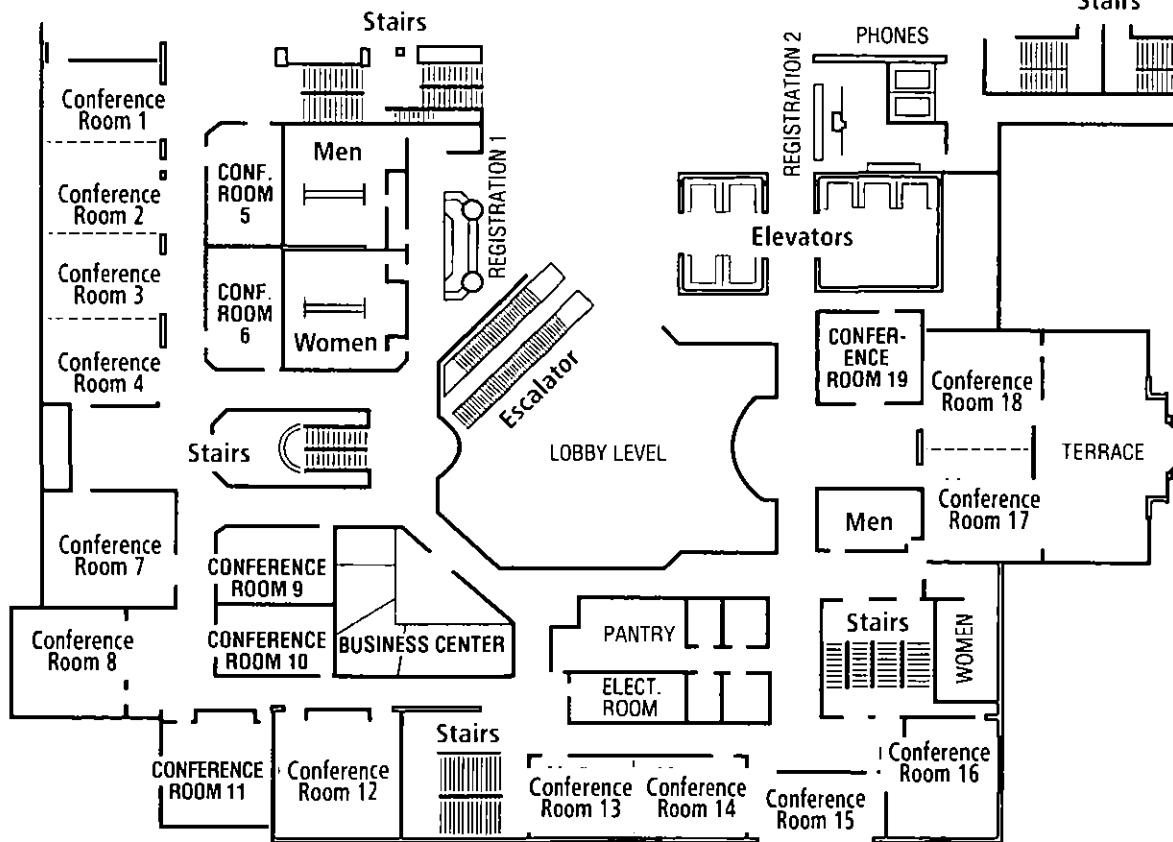 Stairs
Stairs
PHONES
REGISTRATION 2
Conference
Room 1
Men
CONF.
ROOM
5
REGISTRATION 1
Conference
Room 2
Elevators
Conference
Room 3
CONF.
ROOM
6
Women
Conference
Room 4
Escalator
CONFER-
ENCE
ROOM 19
Conference
Room 18
Stairs
LOBBY LEVEL
TERRACE
Conference
Room 17
Men
Conference
Room 7
CONFERENCE
ROOM 9
Conference
Room 8
CONFERENCE
ROOM 10
BUSINESS CENTER
PANTRY
Stairs
WOMEN
ELECT.
ROOM
Stairs
CONFERENCE
ROOM 11
Conference
Room 12
Conference
Room 13
Conference
Room 14
Conference
Room 15
Conference
Room 16